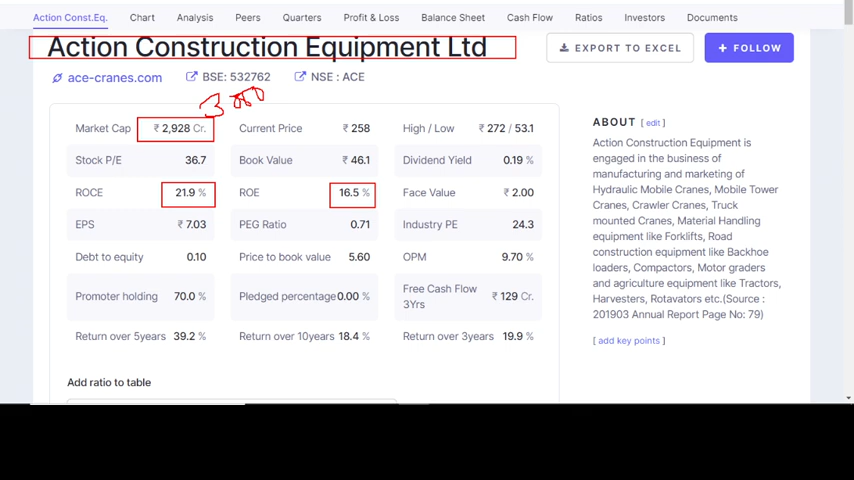 Action Const.Eq. Chart Analysis Peers Quarters Profit & Loss Balance Sheet Cash Flow Ratios Investors Documents
Action Construction Equipment Ltd
EXPORT TO EXCEL
+ FOLLOW
ace-cranes.com BSE: 532762 NSE : ACE
Market Cap ₹ 2,928 Cr. Current Price ₹ 258 High / Low ₹ 272 / 53.1
Stock P/E 36.7 Book Value ₹ 46.1 Dividend Yield 0.19 %
ROCE 21.9 % ROE 16.5 % Face Value ₹ 2.00
EPS ₹ 7.03 PEG Ratio 0.71 Industry PE 24.3
Debt to equity 0.10 Price to book value 5.60 OPM 9.70 %
Promoter holding 70.0 % Pledged percentage 0.00 % Free Cash Flow 3Yrs ₹ 129 Cr.
Return over 5years 39.2 % Return over 10years 18.4 % Return over 3years 19.9 %
Add ratio to table
ABOUT [ edit ]
Action Construction Equipment is
engaged in the business of
manufacturing and marketing of
Hydraulic Mobile Cranes, Mobile Tower
Cranes, Crawler Cranes, Truck
mounted Cranes, Material Handling
equipment like Forklifts, Road
construction equipment like Backhoe
loaders, Compactors, Motor graders
and agriculture equipment like Tractors,
Harvesters, Rotavators etc.(Source :
201903 Annual Report Page No: 79)
[ add key points ]